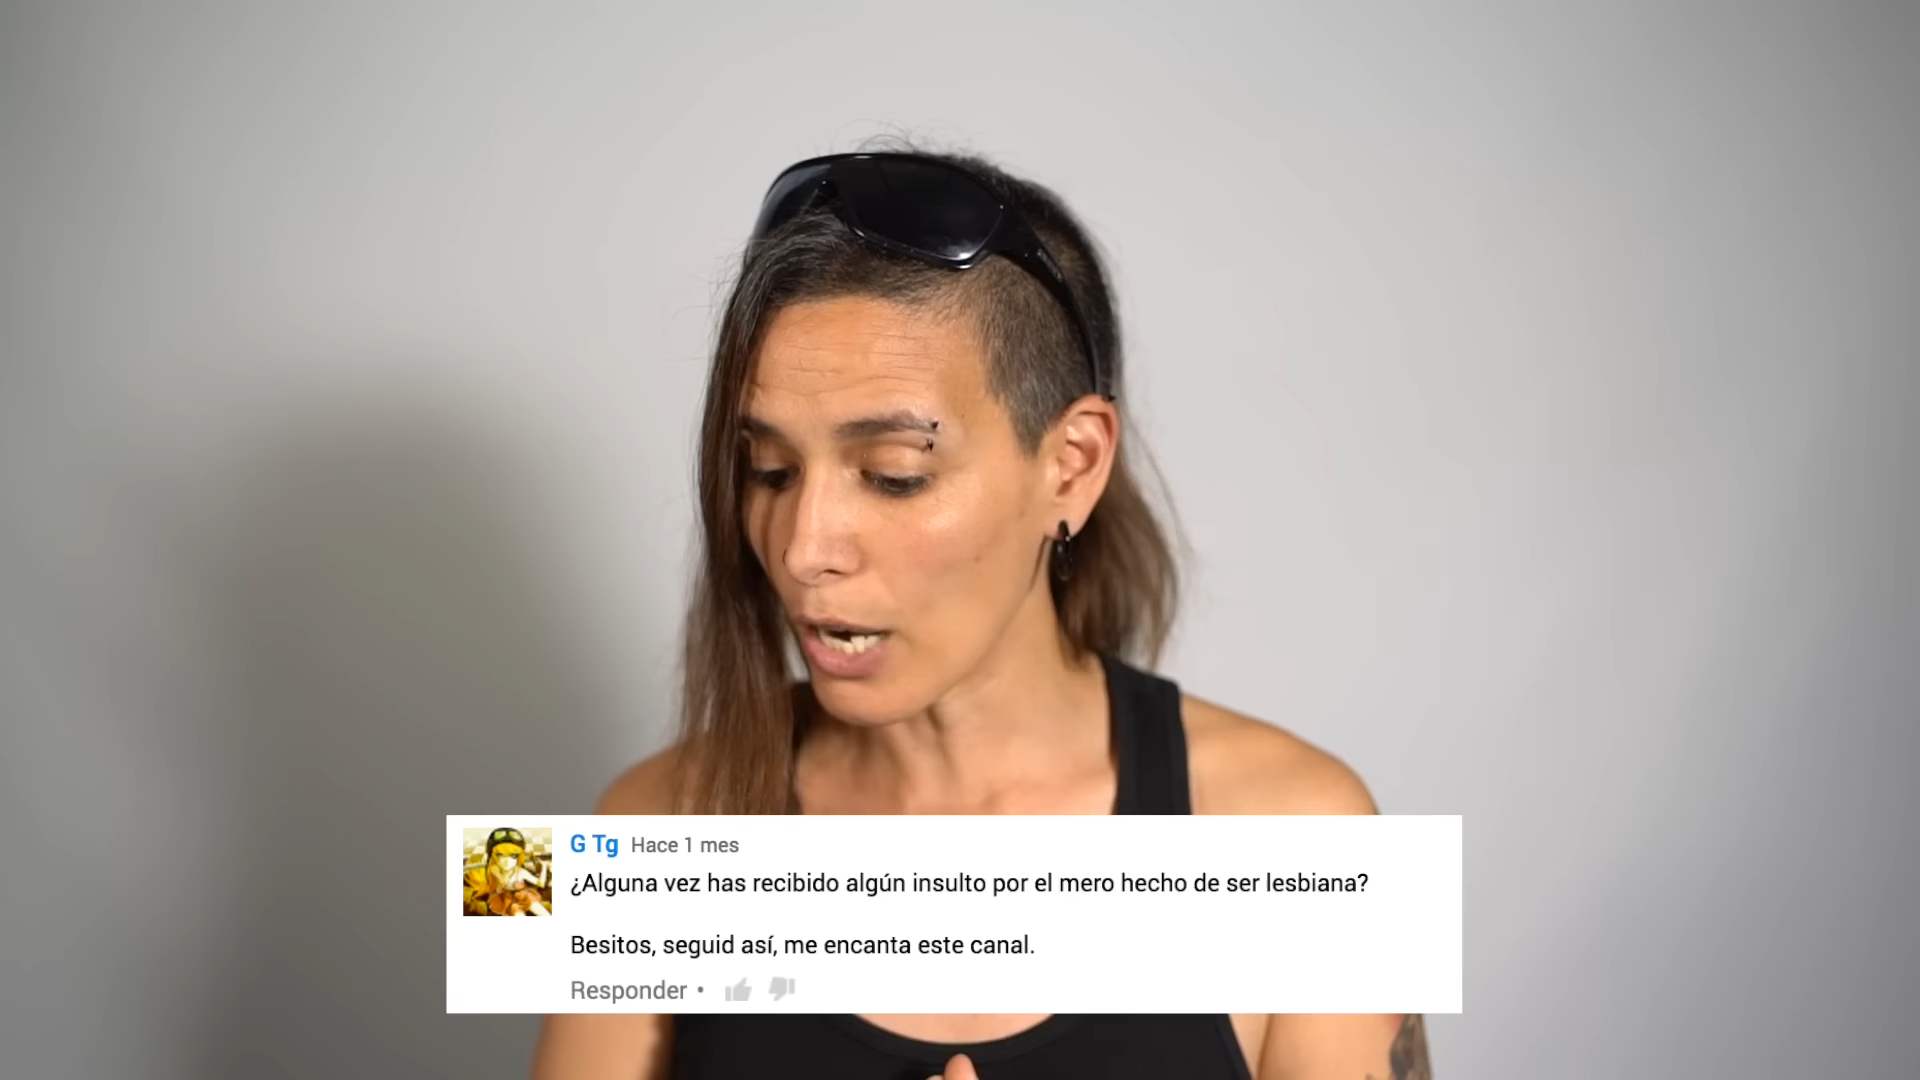 G Tg Hace 1 mes
¿Alguna vez has recibido algún insulto por el mero hecho de ser lesbiana?
Besitos, seguid así, me encanta este canal.
Responder •